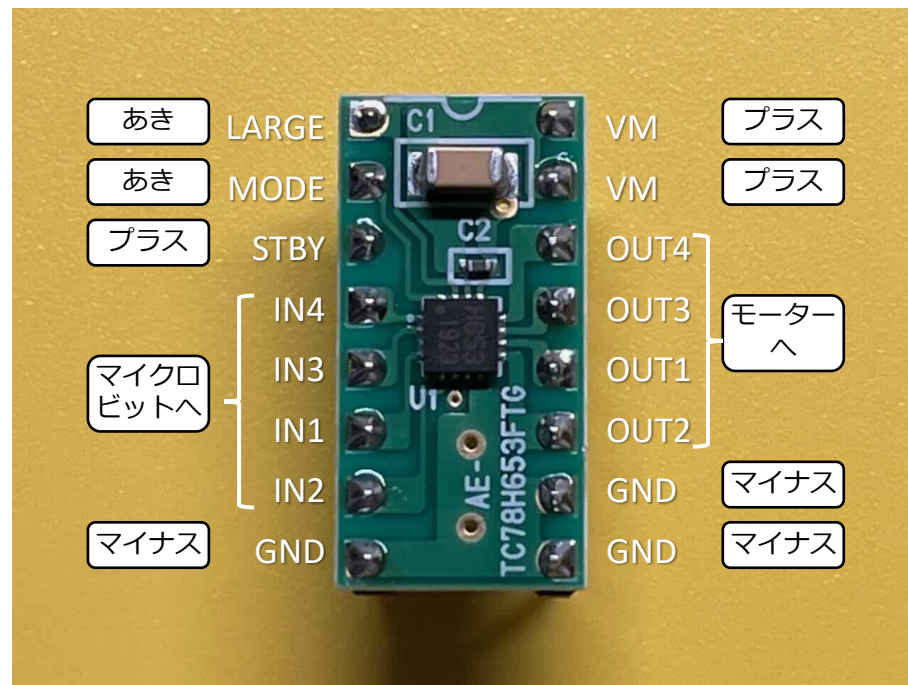 あき
LARGE
C1
VM
プラス
あき
MODE
VM
プラス
プラス
STBY
C2
OUT4
IN4
OUT3
モーター
へ
H653
1923
マイクロ
ビットへ
IN3
OUT1
U1
IN1
OUT2
AE-
TC78H653FTG
IN2
GND
マイナス
マイナス
GND
GND
マイナス